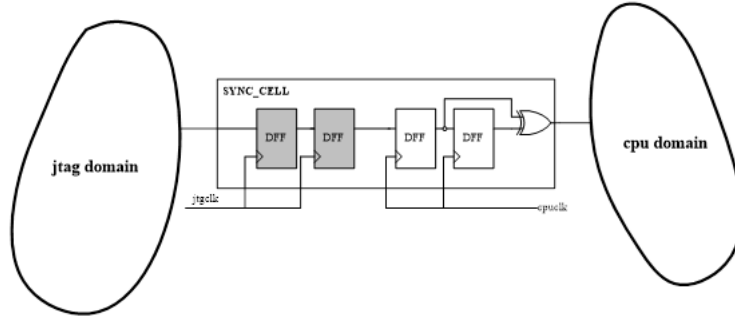 SYNC_CELL
DFF
DFF
DFF
DFF
jtag domain
cpu domain
jtgclk
cpuclk